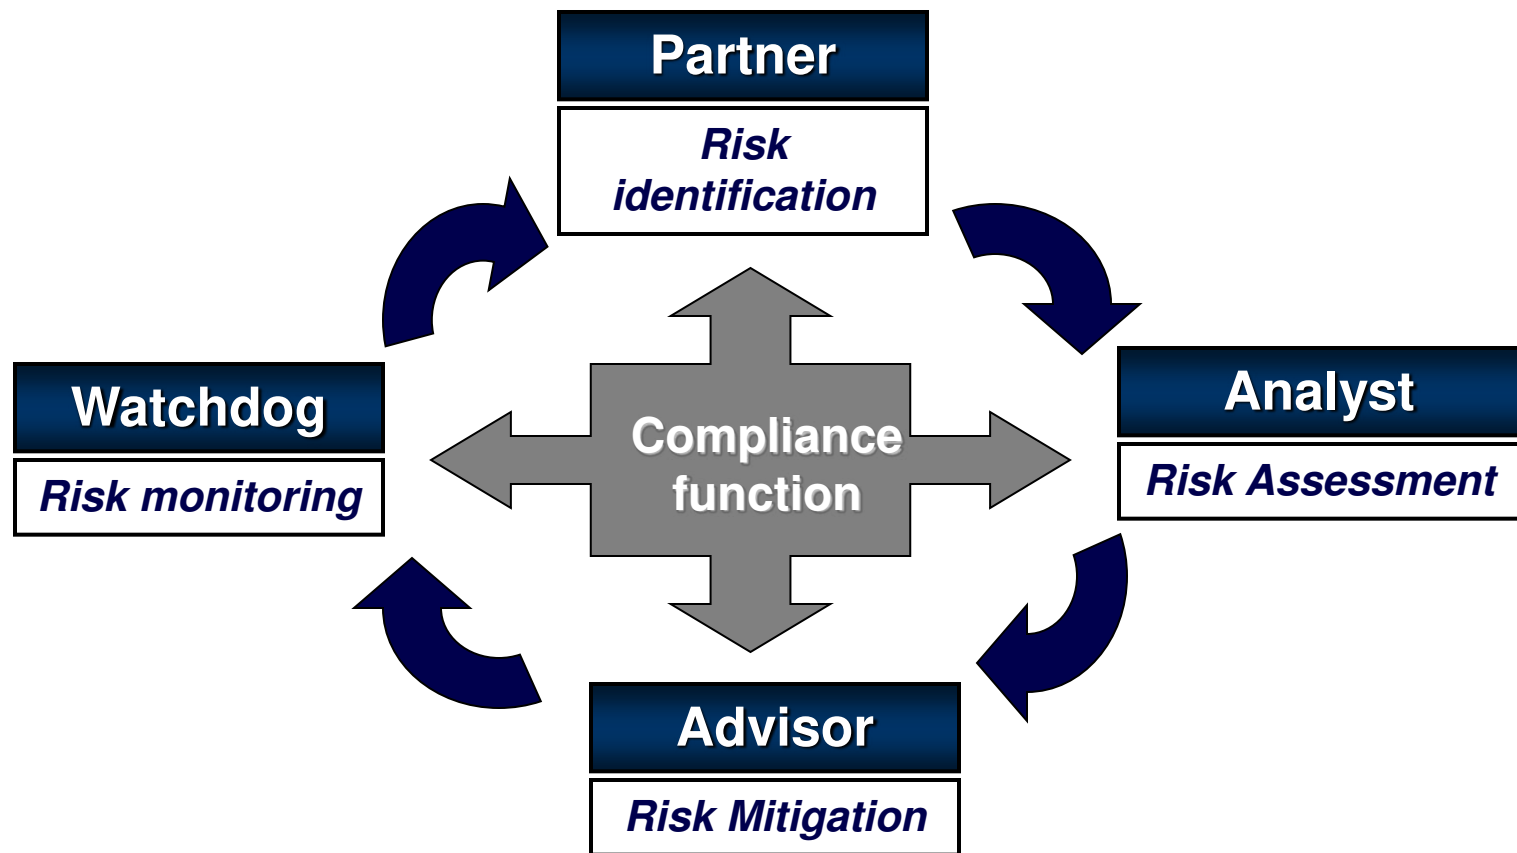 Partner
Risk
identification
Watchdog
Risk monitoring
Compliance
function
Analyst
Risk Assessment
Advisor
Risk Mitigation